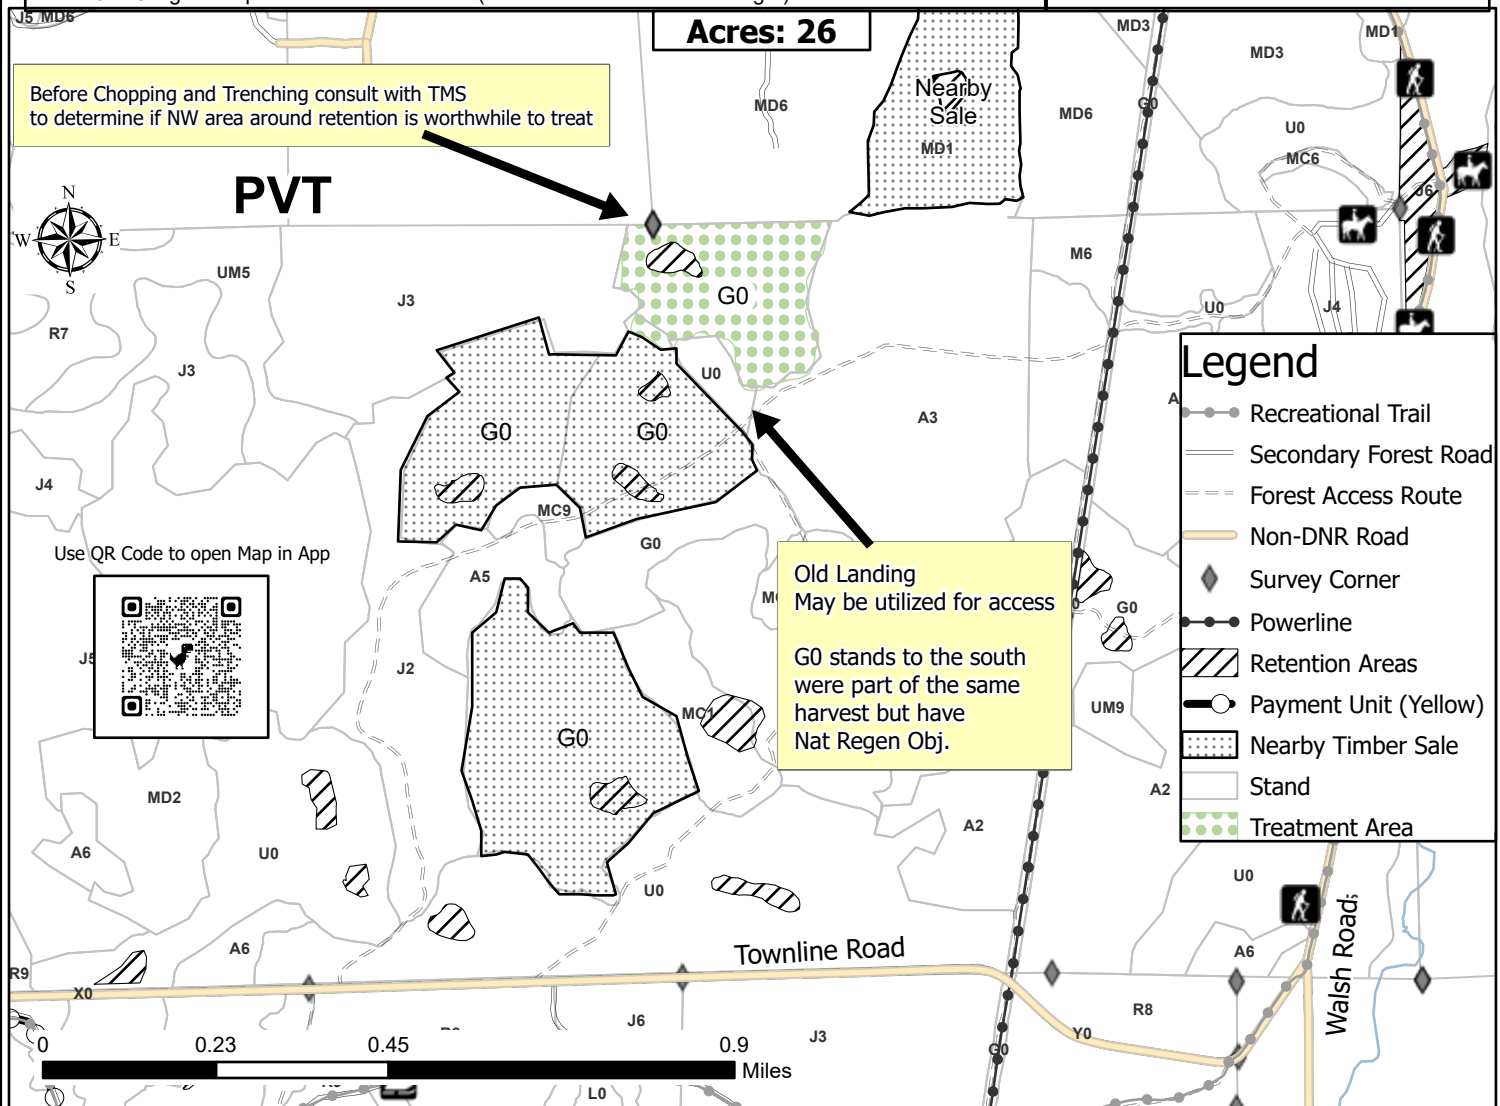 J5 MD6
Acres: 26
MD3
MD1
MD3
Before Chopping and Trenching consult with TMS
to determine if NW area around retention is worthwhile to treat
Nearby
Sale
MD6
MD6
G0
U0
MD1
MC6
PVT
J6
N
W E
S
UM5
J3
M6
G0
U0
J4
R7
J3
U0
A3
G0
G0
J4
MC9
G0
Legend
Recreational Trail
Secondary Forest Road
Forest Access Route
Non-DNR Road
Survey Corner
Powerline
Retention Areas
Payment Unit (Yellow)
Nearby Timber Sale
Stand
Treatment Area
Use QR Code to open Map in App
A5
Old Landing
May be utilized for access
G0 stands to the south
were part of the same
harvest but have
Nat Regen Obj.
G0
J5
J2
MC1
UM9
G0
MD2
A2
A2
A6
U0
U0
U0
A6
Townline Road
A6
Walsh Road
R9
X0
R8
J6
J3
Y0
G0
0 0.23 0.45 0.9
Miles
L0